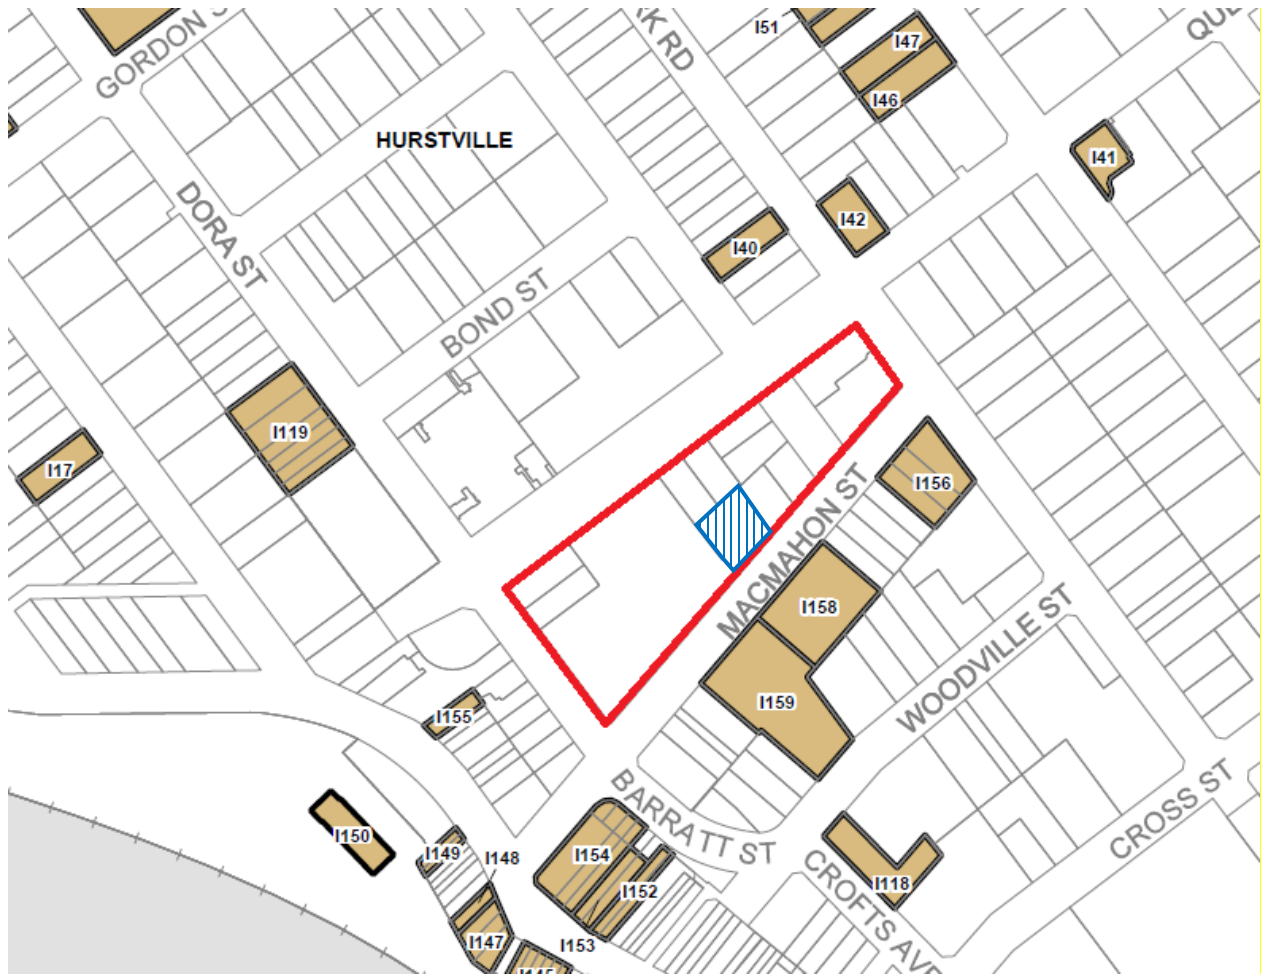 I51
I47
GORDON S
I46
HURSTVILLE
I41
DORA ST
I42
I40
BOND ST
I119
I17
MACMAHON ST
I156
I158
WOODVILLE ST
I159
I155
BARRATT ST
CROSS ST
I150
I149
I148
I154
I152
CROFTS AVE
I118
I147
I153